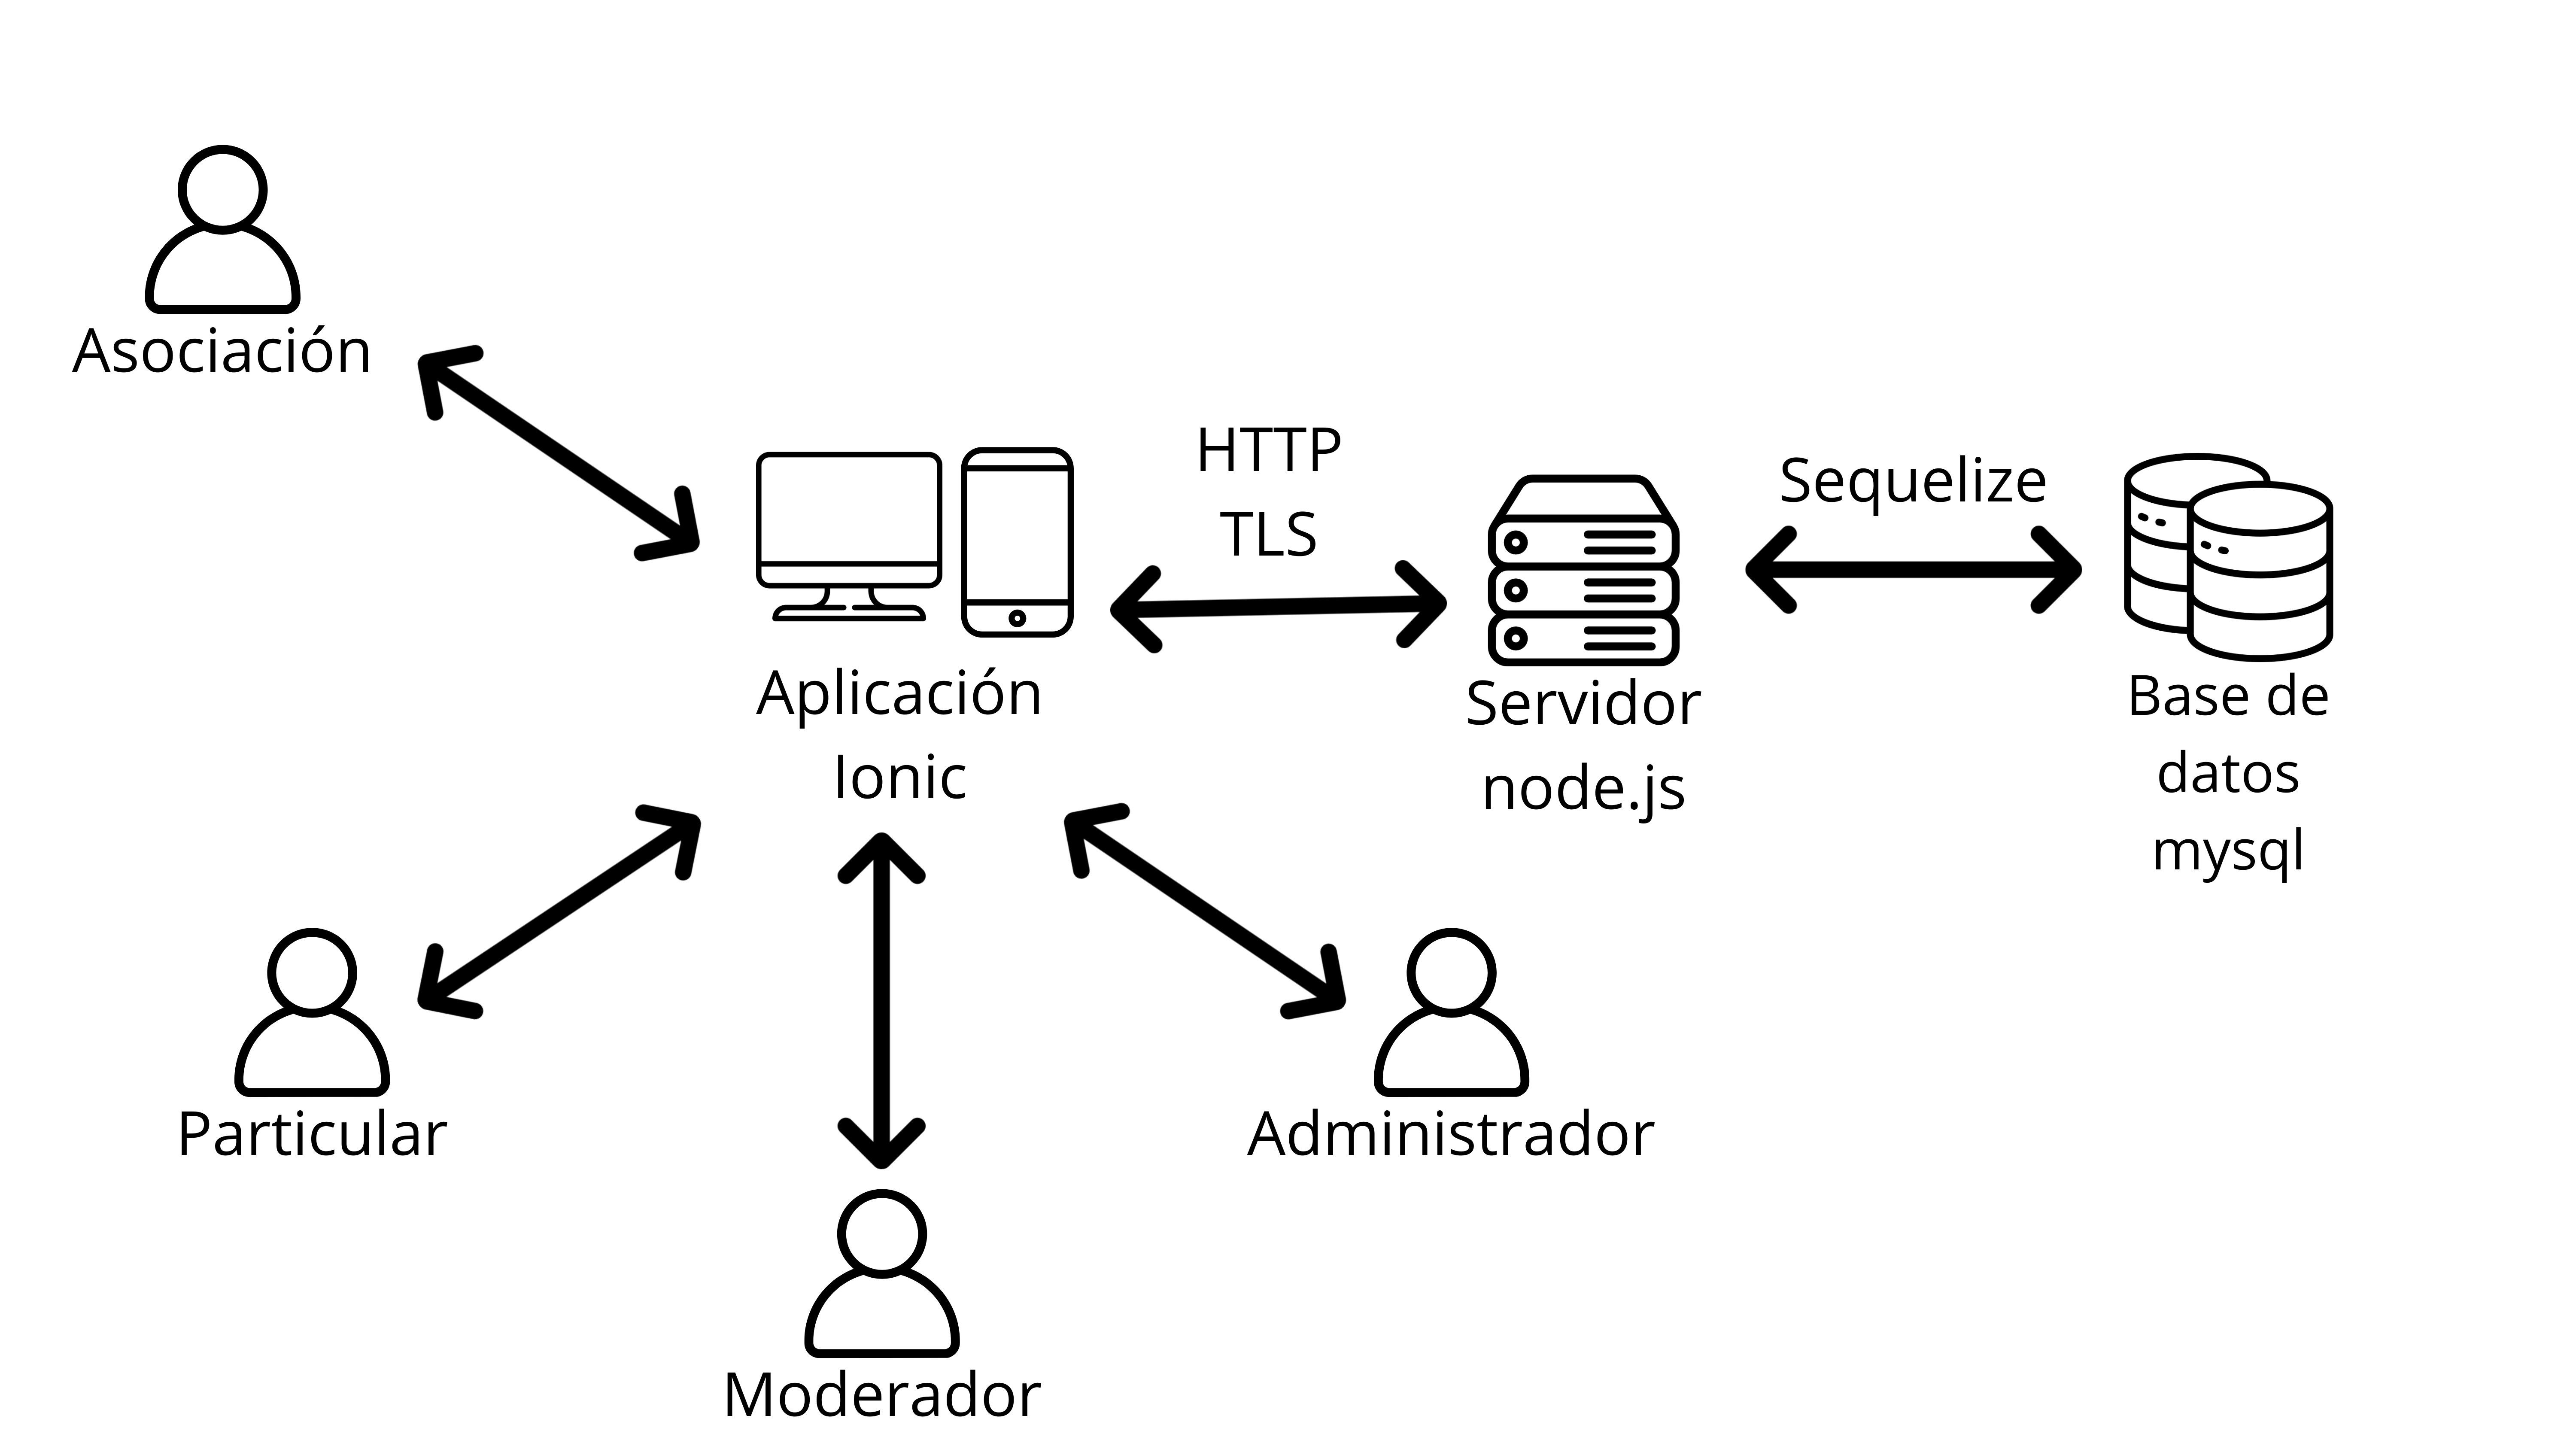 Asociación
HTTP
TLS
Sequelize
Aplicación
Ionic
Servidor
node.js
Base de
datos
mysql
Particular
Administrador
Moderador